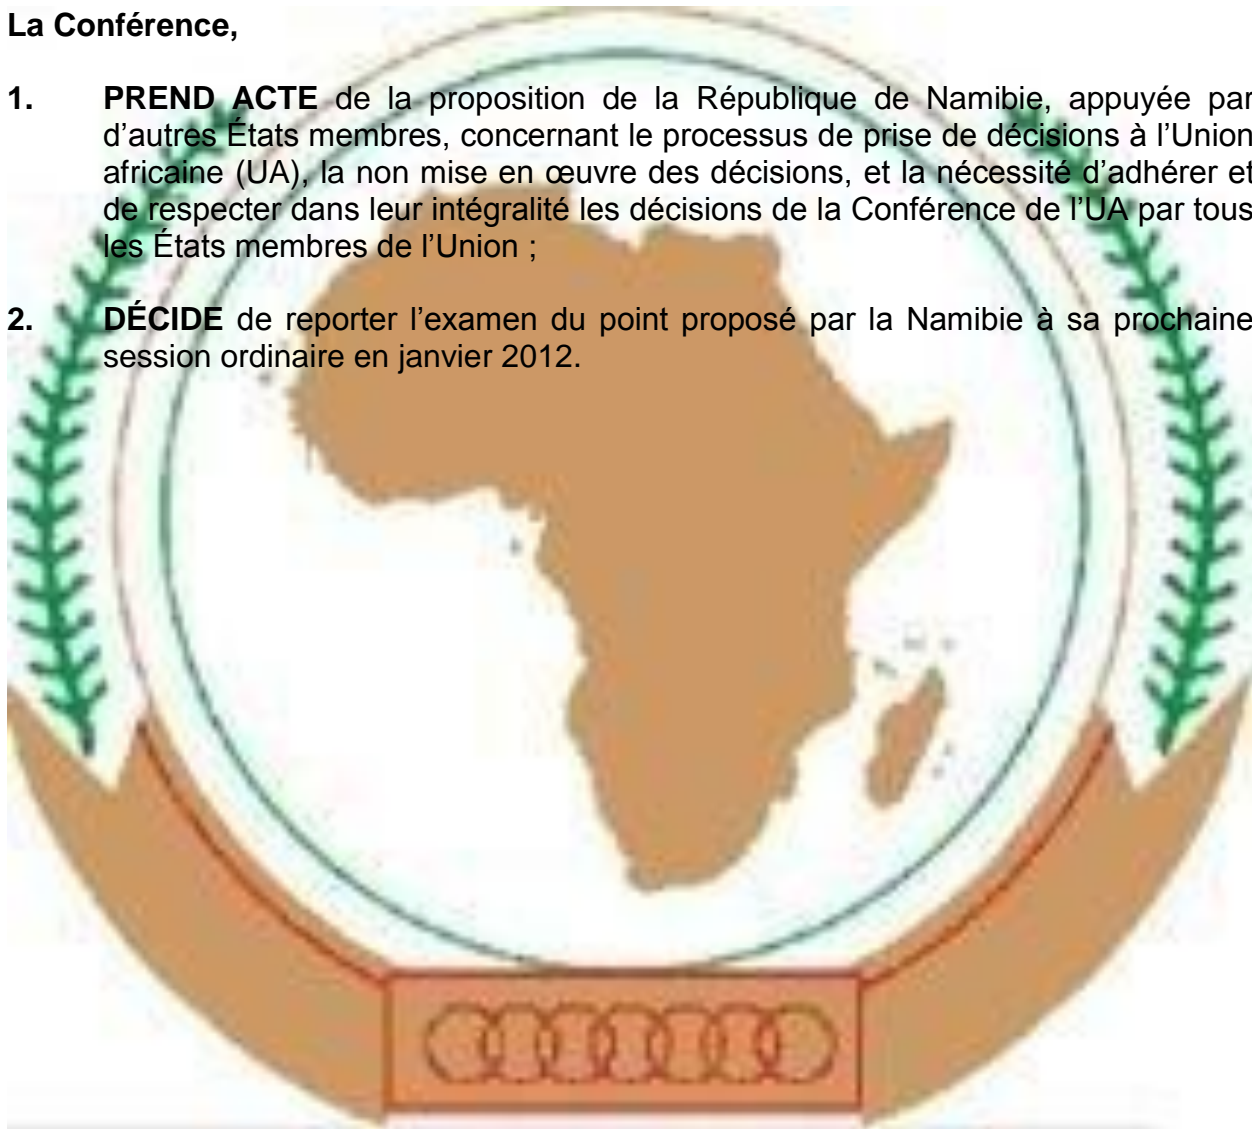 La Conférence,
1. PREND ACTE de la proposition de la République de Namibie, appuyée par
d’autres États membres, concernant le processus de prise de décisions à l’Union
africaine (UA), la non mise en œuvre des décisions, et la nécessité d’adhérer et
de respecter dans leur intégralité les décisions de la Conférence de l’UA par tous
les États membres de l’Union ;
2. DÉCIDE de reporter l’examen du point proposé par la Namibie à sa prochaine
session ordinaire en janvier 2012.